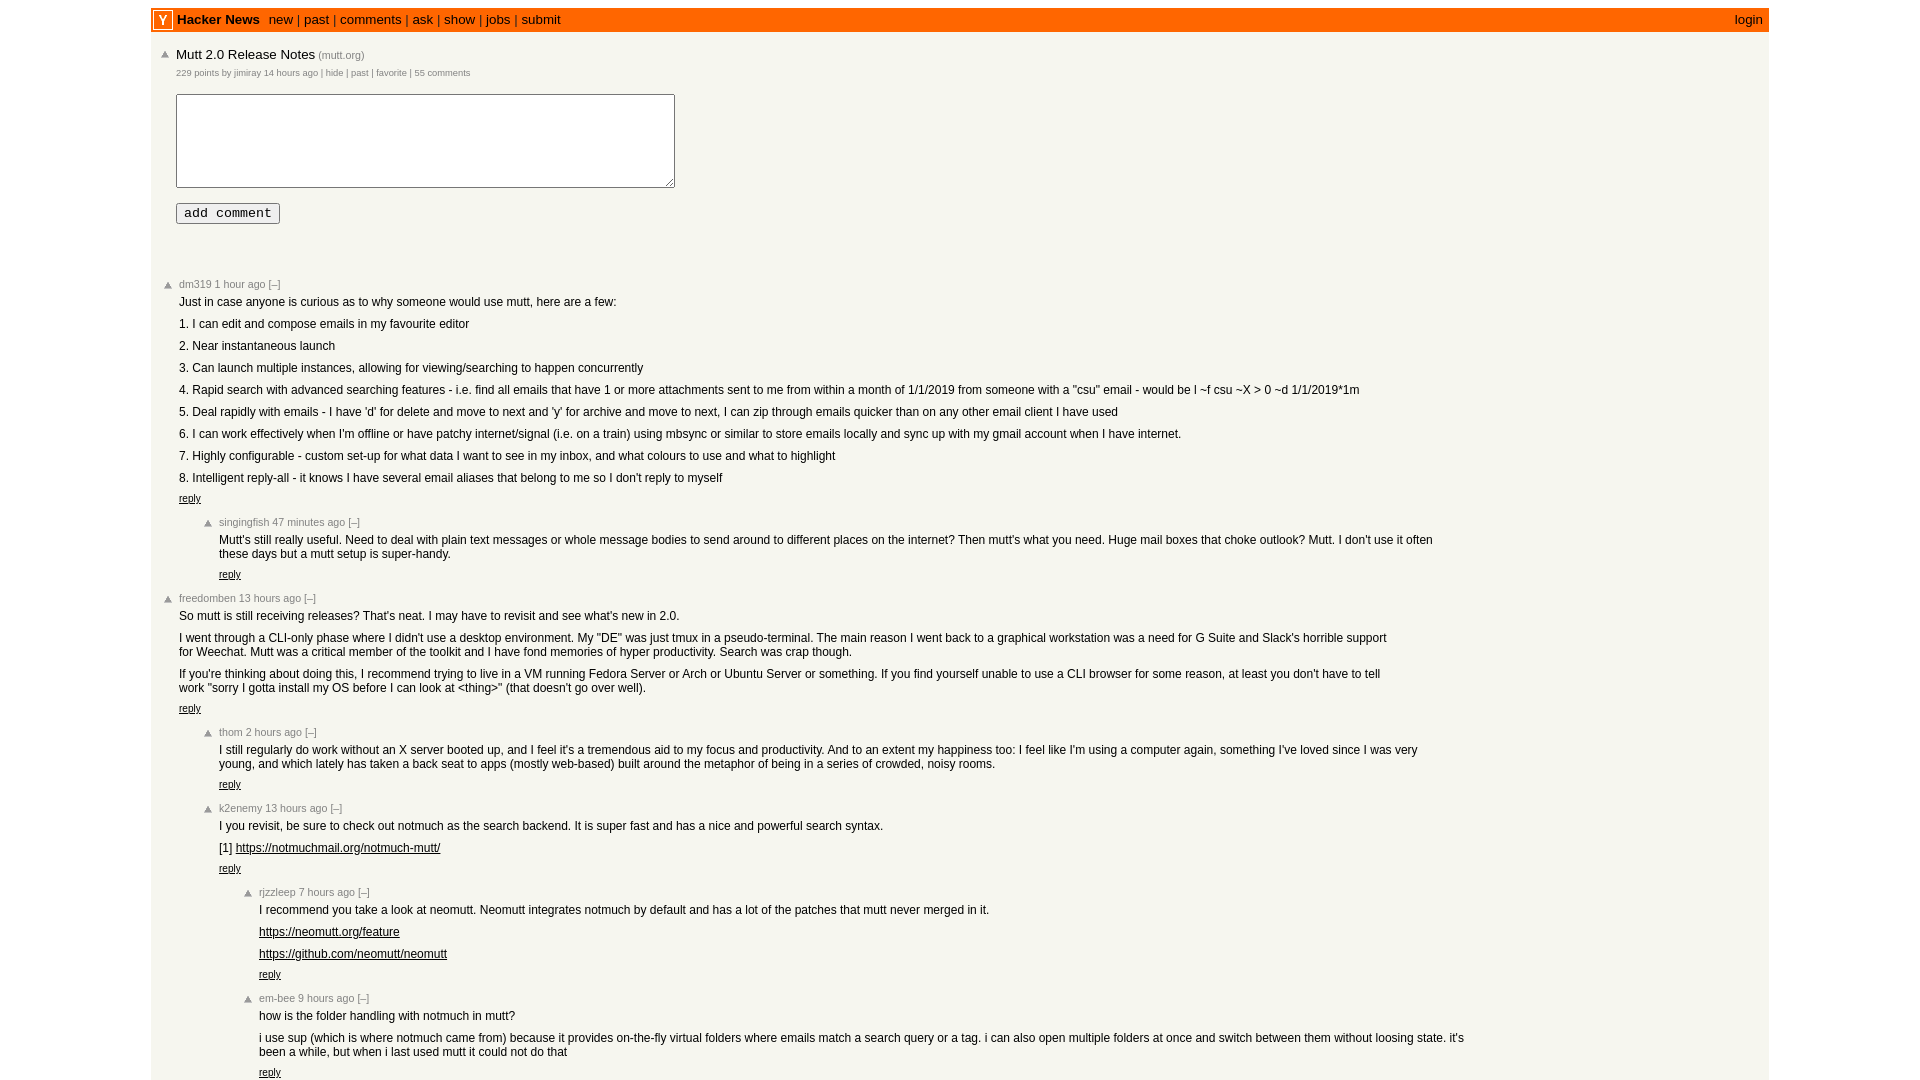 Y Hacker News new | past | comments | ask | show | jobs | submit login
Mutt 2.0 Release Notes (mutt.org)
229 points by jimiray 14 hours ago | hide | past | favorite | 55 comments
add comment
dm319 1 hour ago [–]
Just in case anyone is curious as to why someone would use mutt, here are a few:
1. I can edit and compose emails in my favourite editor
2. Near instantaneous launch
3. Can launch multiple instances, allowing for viewing/searching to happen concurrently
4. Rapid search with advanced searching features - i.e. find all emails that have 1 or more attachments sent to me from within a month of 1/1/2019 from someone with a "csu" email - would be l ~f csu ~X > 0 ~d 1/1/2019*1m
5. Deal rapidly with emails - I have 'd' for delete and move to next and 'y' for archive and move to next, I can zip through emails quicker than on any other email client I have used
6. I can work effectively when I'm offline or have patchy internet/signal (i.e. on a train) using mbsync or similar to store emails locally and sync up with my gmail account when I have internet.
7. Highly configurable - custom set-up for what data I want to see in my inbox, and what colours to use and what to highlight
8. Intelligent reply-all - it knows I have several email aliases that belong to me so I don't reply to myself
reply
singingfish 47 minutes ago [–]
Mutt's still really useful. Need to deal with plain text messages or whole message bodies to send around to different places on the internet? Then mutt's what you need. Huge mail boxes that choke outlook? Mutt. I don't use it often
these days but a mutt setup is super-handy.
reply
freedomben 13 hours ago [–]
So mutt is still receiving releases? That's neat. I may have to revisit and see what's new in 2.0.
I went through a CLI-only phase where I didn't use a desktop environment. My "DE" was just tmux in a pseudo-terminal. The main reason I went back to a graphical workstation was a need for G Suite and Slack's horrible support
for Weechat. Mutt was a critical member of the toolkit and I have fond memories of hyper productivity. Search was crap though.
If you're thinking about doing this, I recommend trying to live in a VM running Fedora Server or Arch or Ubuntu Server or something. If you find yourself unable to use a CLI browser for some reason, at least you don't have to tell
work "sorry I gotta install my OS before I can look at <thing>" (that doesn't go over well).
reply
thom 2 hours ago [–]
I still regularly do work without an X server booted up, and I feel it's a tremendous aid to my focus and productivity. And to an extent my happiness too: I feel like I'm using a computer again, something I've loved since I was very
young, and which lately has taken a back seat to apps (mostly web-based) built around the metaphor of being in a series of crowded, noisy rooms.
reply
k2enemy 13 hours ago [–]
I you revisit, be sure to check out notmuch as the search backend. It is super fast and has a nice and powerful search syntax.
[1] https://notmuchmail.org/notmuch-mutt/
reply
rjzzleep 7 hours ago [–]
I recommend you take a look at neomutt. Neomutt integrates notmuch by default and has a lot of the patches that mutt never merged in it.
https://neomutt.org/feature
https://github.com/neomutt/neomutt
reply
em-bee 9 hours ago [–]
how is the folder handling with notmuch in mutt?
i use sup (which is where notmuch came from) because it provides on-the-fly virtual folders where emails match a search query or a tag. i can also open multiple folders at once and switch between them without loosing state. it's
been a while, but when i last used mutt it could not do that
reply